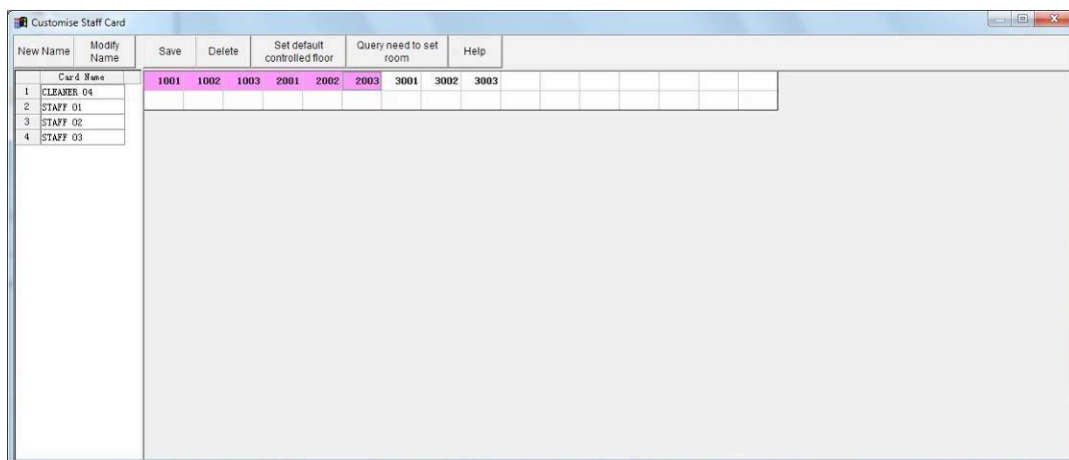 Customise Staff Card
New Name Modify Name Save Delete Set default controlled floor Query need to set room Help
Card Name 1001 1002 1003 2001 2002 2003 3001 3002 3003
1 CLEANER 04
2 STAFF 01
3 STAFF 02
4 STAFF 03